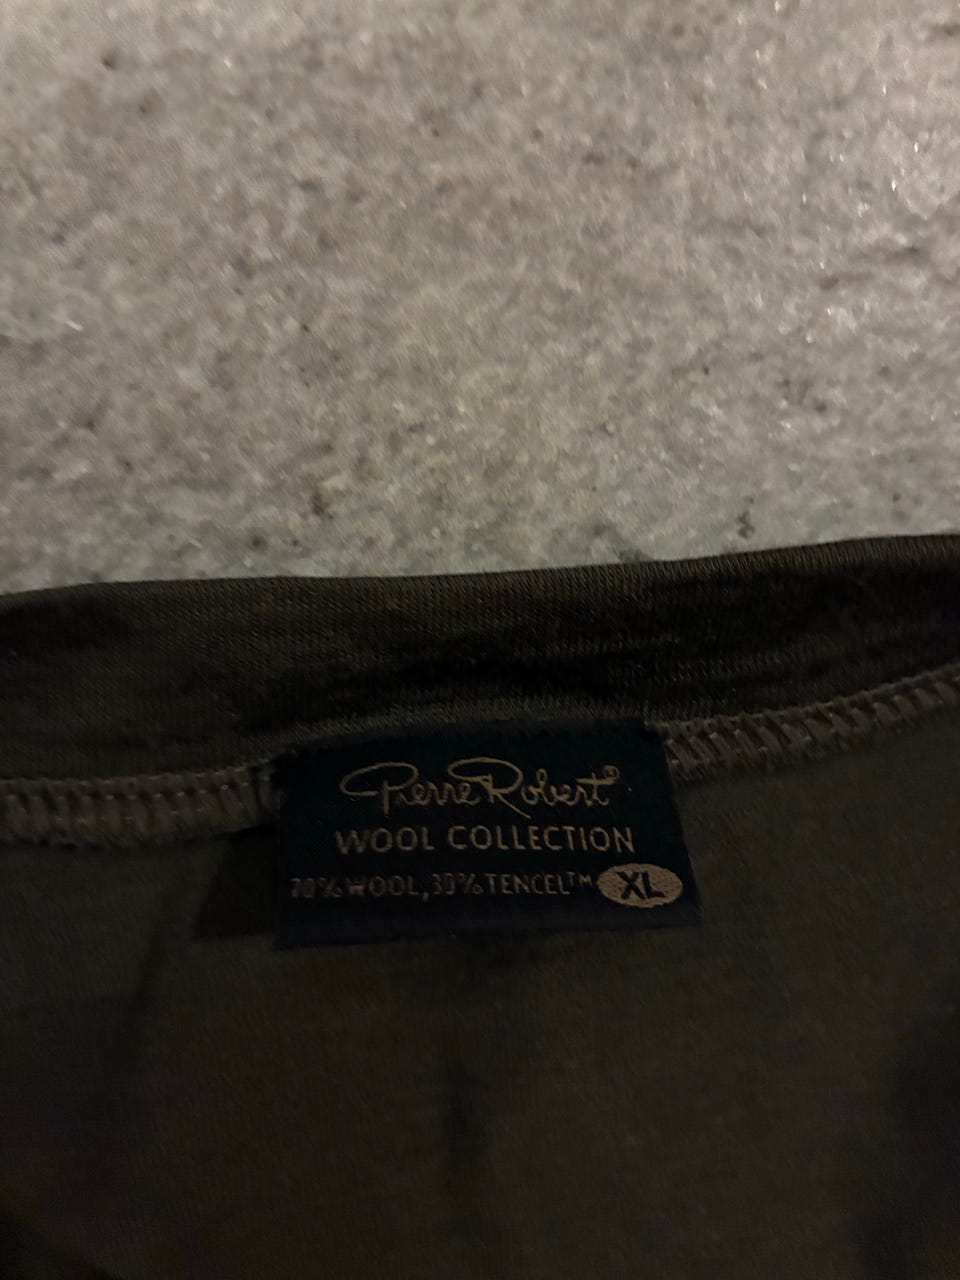 Pierre Robert®
WOOL COLLECTION
70% WOOL, 30% TENCEL™ XL